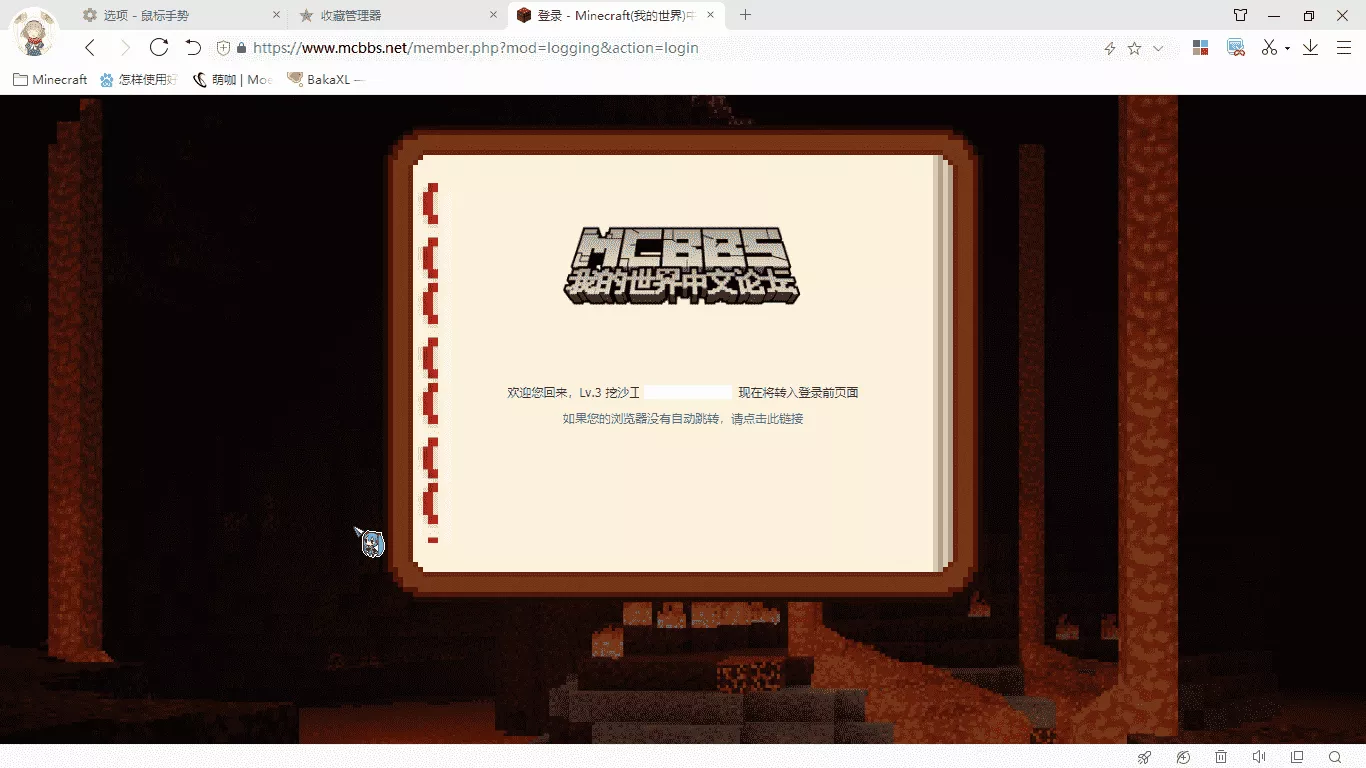 选项 - 鼠标手势
收藏管理器
登录 - Minecraft(我的世界)中
https://www.mcbbs.net/member.php?mod=logging&action=login
Minecraft
怎样使用好
萌咖 | Moe
BakaXL —
MCBBS
我的世界中文论坛
欢迎您回来，Lv.3 挖沙工 现在将转入登录前页面
如果您的浏览器没有自动跳转，请点击此链接